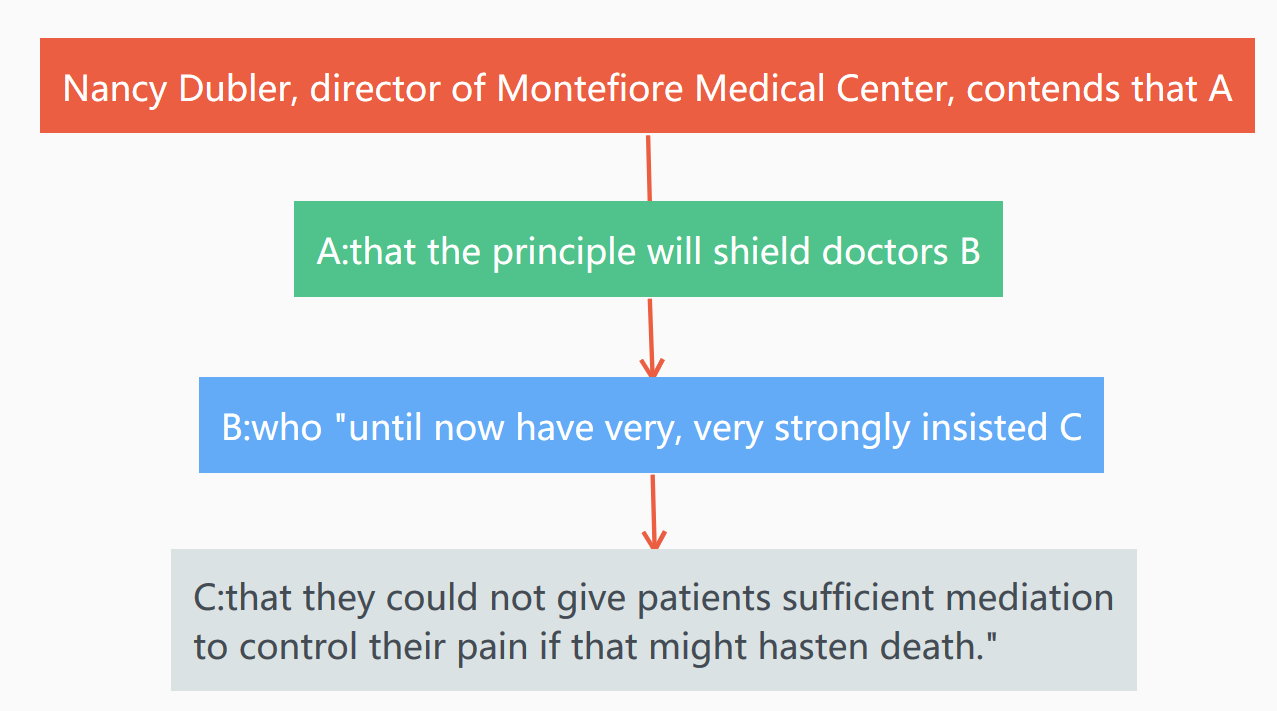 Nancy Dubler, director of Montefiore Medical Center, contends that A
A:that the principle will shield doctors B
B:who "until now have very, very strongly insisted C
C:that they could not give patients sufficient mediation
to control their pain if that might hasten death."